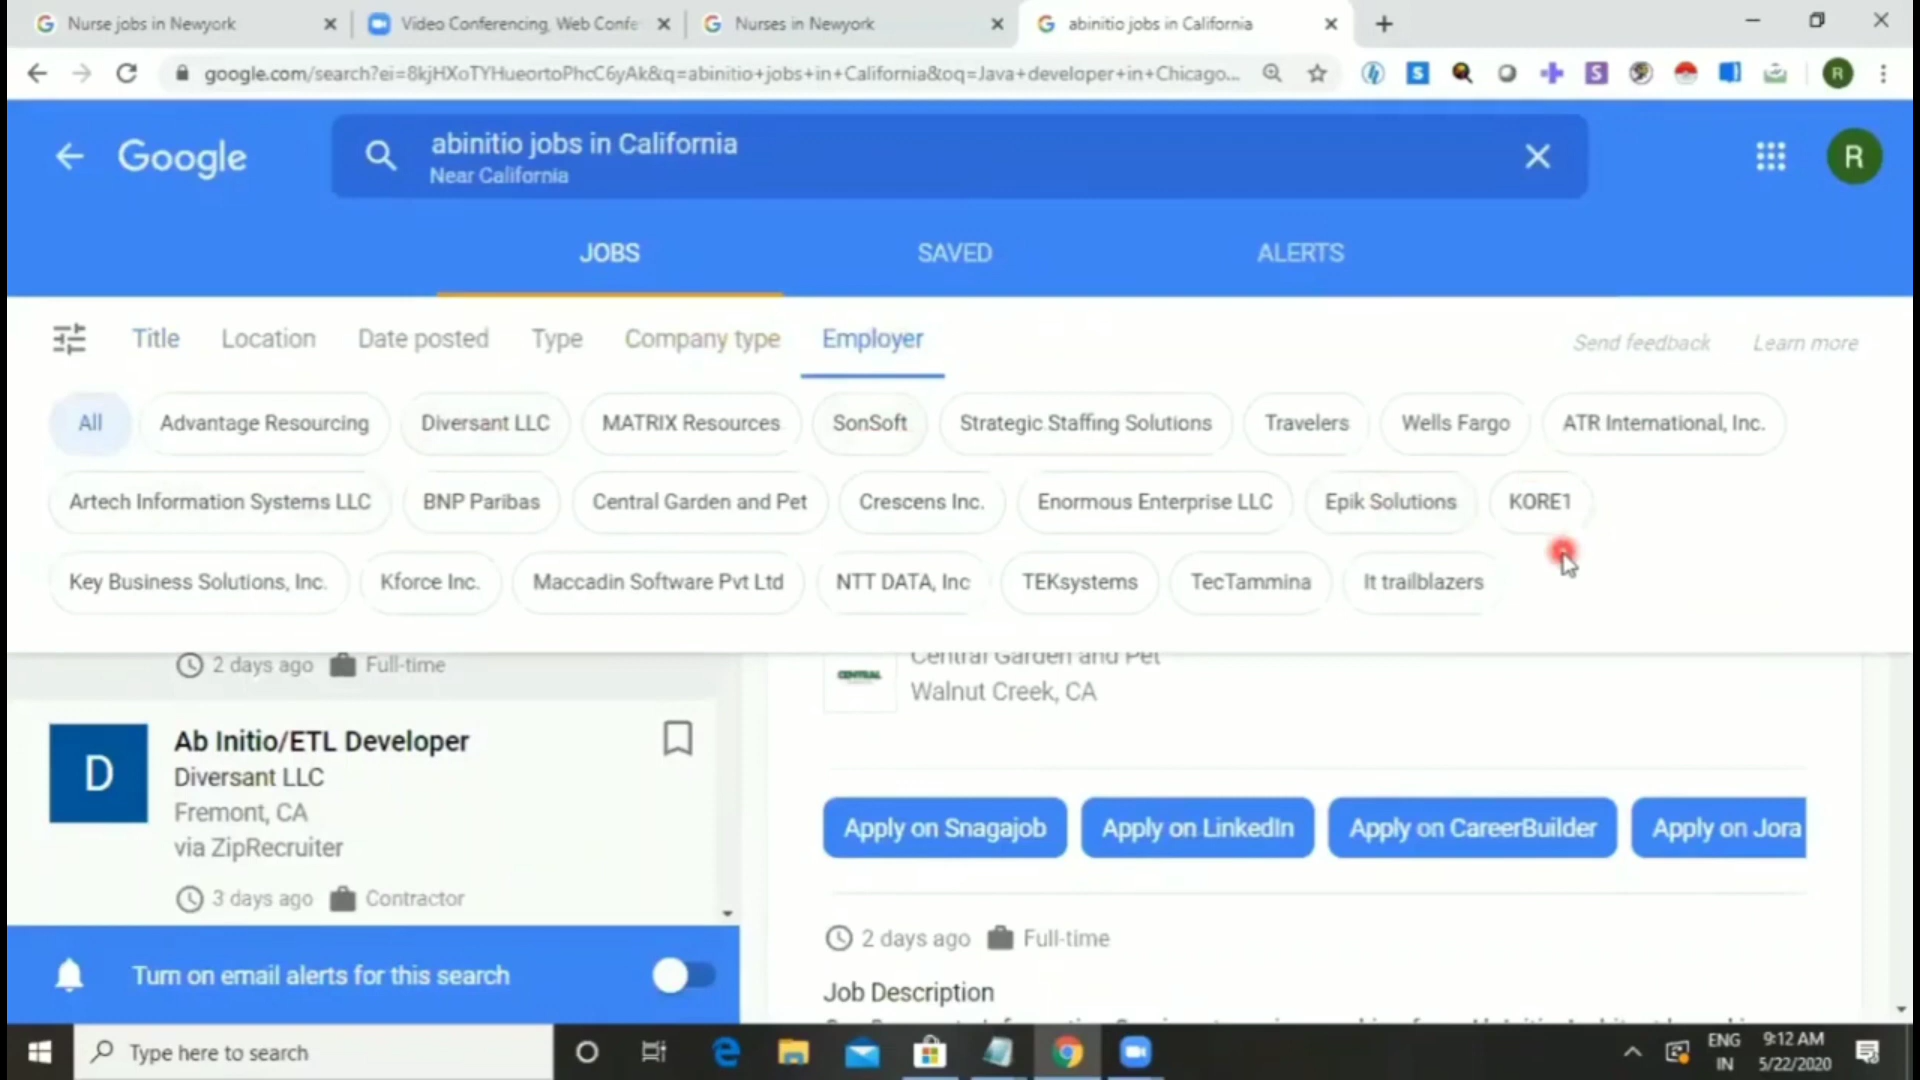 Nurse jobs in Newyork
Video Conferencing, Web Confe
Nurses in Newyork
abinitio jobs in California
google.com/search?ei=8kjHXoTYHueortoPhcC6yAk&q=abinitio+jobs+in+California&oq=Java+developer+in+Chicago...
Google
abinitio jobs in California
Near California
R
JOBS
SAVED
ALERTS
Title
Location
Date posted
Type
Company type
Employer
Send feedback
Learn more
All
Advantage Resourcing
Diversant LLC
MATRIX Resources
SonSoft
Strategic Staffing Solutions
Travelers
Wells Fargo
ATR International, Inc.
Artech Information Systems LLC
BNP Paribas
Central Garden and Pet
Crescens Inc.
Enormous Enterprise LLC
Epik Solutions
KORE1
Key Business Solutions, Inc.
Kforce Inc.
Maccadin Software Pvt Ltd
NTT DATA, Inc
TEKsystems
TecTammina
It trailblazers
2 days ago
Full-time
D
Ab Initio/ETL Developer
Diversant LLC
Fremont, CA
via ZipRecruiter
3 days ago
Contractor
Turn on email alerts for this search
CENTRAL
Central Garden and Pet
Walnut Creek, CA
Apply on Snagajob
Apply on LinkedIn
Apply on CareerBuilder
Apply on Jora
2 days ago
Full-time
Job Description
Type here to search
ENG
IN
9:12 AM
5/22/2020